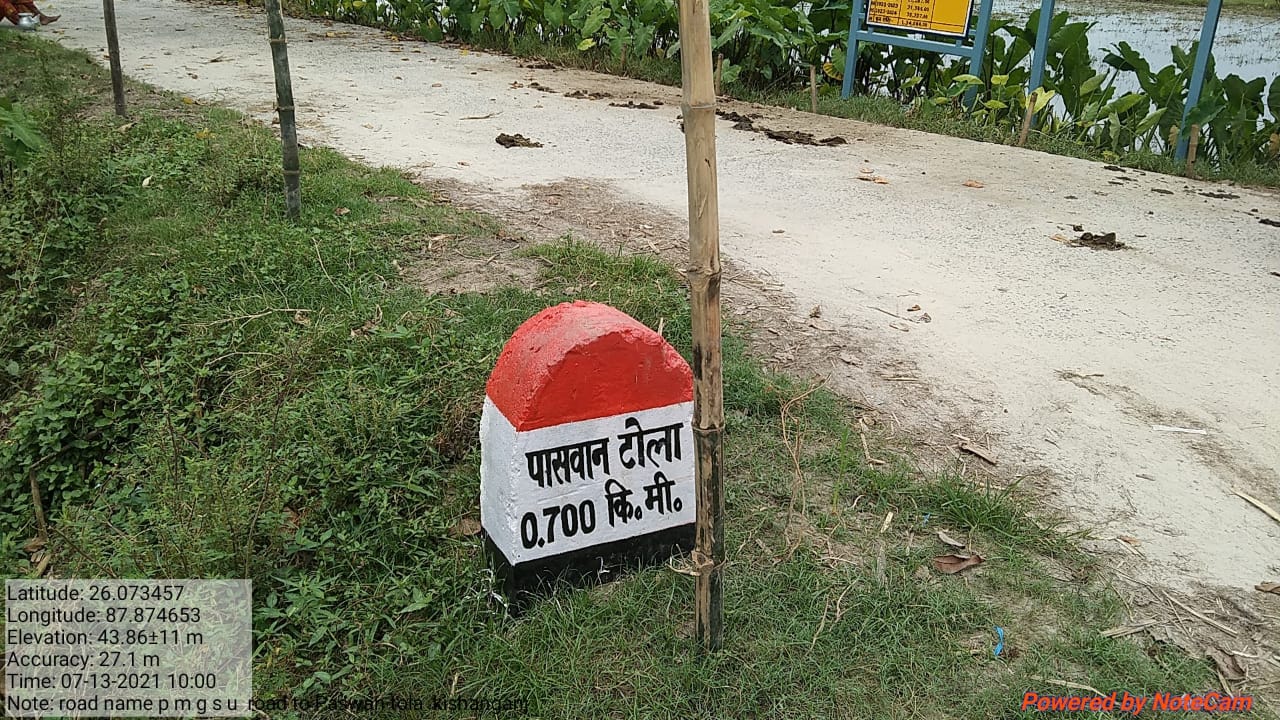 पासवान टोला
0.700 कि.मी.
Latitude: 26.073457
Longitude: 87.874653
Elevation: 43.86±11 m
Accuracy: 27.1 m
Time: 07-13-2021 10:00
Note: road name p m g s u road to Paswan tola kishanganj
Powered by NoteCam